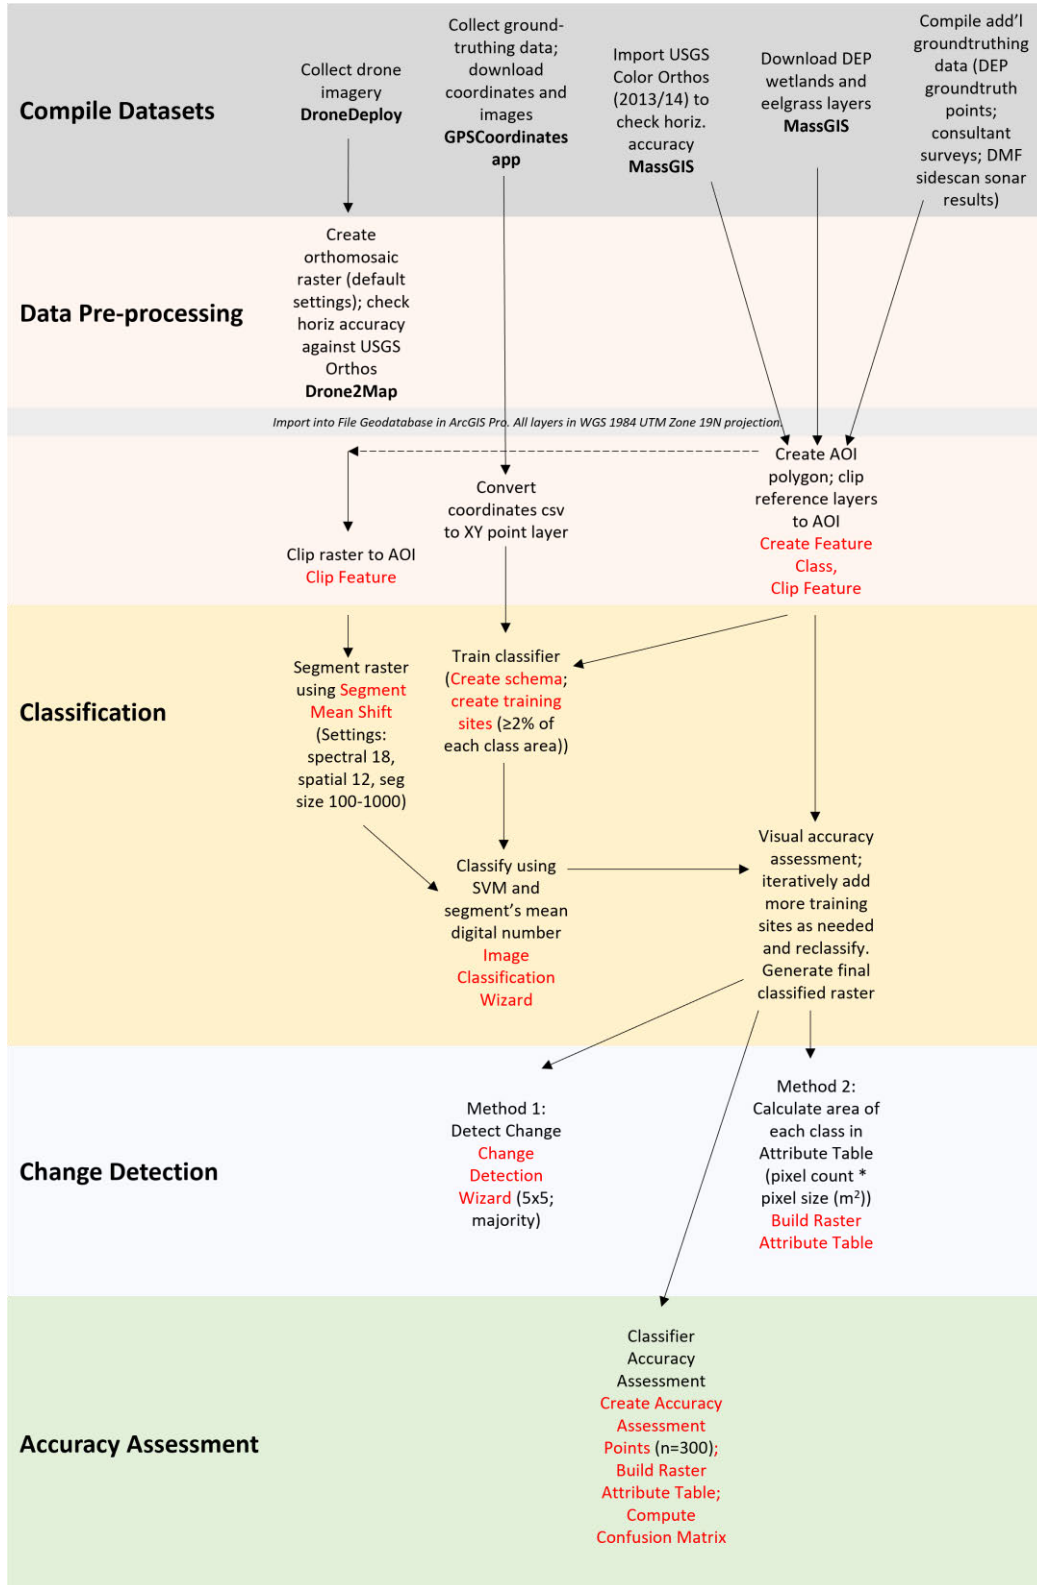 Compile Datasets
Collect drone
imagery
DroneDeploy
Collect ground-
truthing data;
download
coordinates and
images
GPSCoordinates
app
Import USGS
Color Orthos
(2013/14) to
check horiz.
accuracy
MassGIS
Download DEP
wetlands and
eelgrass layers
MassGIS
Compile add’l
groundtruthing
data (DEP
groundtruth
points;
consultant
surveys; DMF
sidescan sonar
results)
Data Pre-processing
Create
orthomosaic
raster (default
settings); check
horiz accuracy
against USGS
Orthos
Drone2Map
Import into File Geodatabase in ArcGIS Pro. All layers in WGS 1984 UTM Zone 19N projection.
Clip raster to AOI
Clip Feature
Convert
coordinates csv
to XY point layer
Create AOI
polygon; clip
reference layers
to AOI
Create Feature
Class,
Clip Feature
Classification
Segment raster
using Segment
Mean Shift
(Settings:
spectral 18,
spatial 12, seg
size 100-1000)
Train classifier
(Create schema;
create training
sites (≥2% of
each class area))
Classify using
SVM and
segment’s mean
digital number
Image
Classification
Wizard
Visual accuracy
assessment;
iteratively add
more training
sites as needed
and reclassify.
Generate final
classified raster
Change Detection
Method 1:
Detect Change
Change
Detection
Wizard (5x5;
majority)
Method 2:
Calculate area of
each class in
Attribute Table
(pixel count *
pixel size (m²))
Build Raster
Attribute Table
Accuracy Assessment
Classifier
Accuracy
Assessment
Create Accuracy
Assessment
Points (n=300);
Build Raster
Attribute Table;
Compute
Confusion Matrix